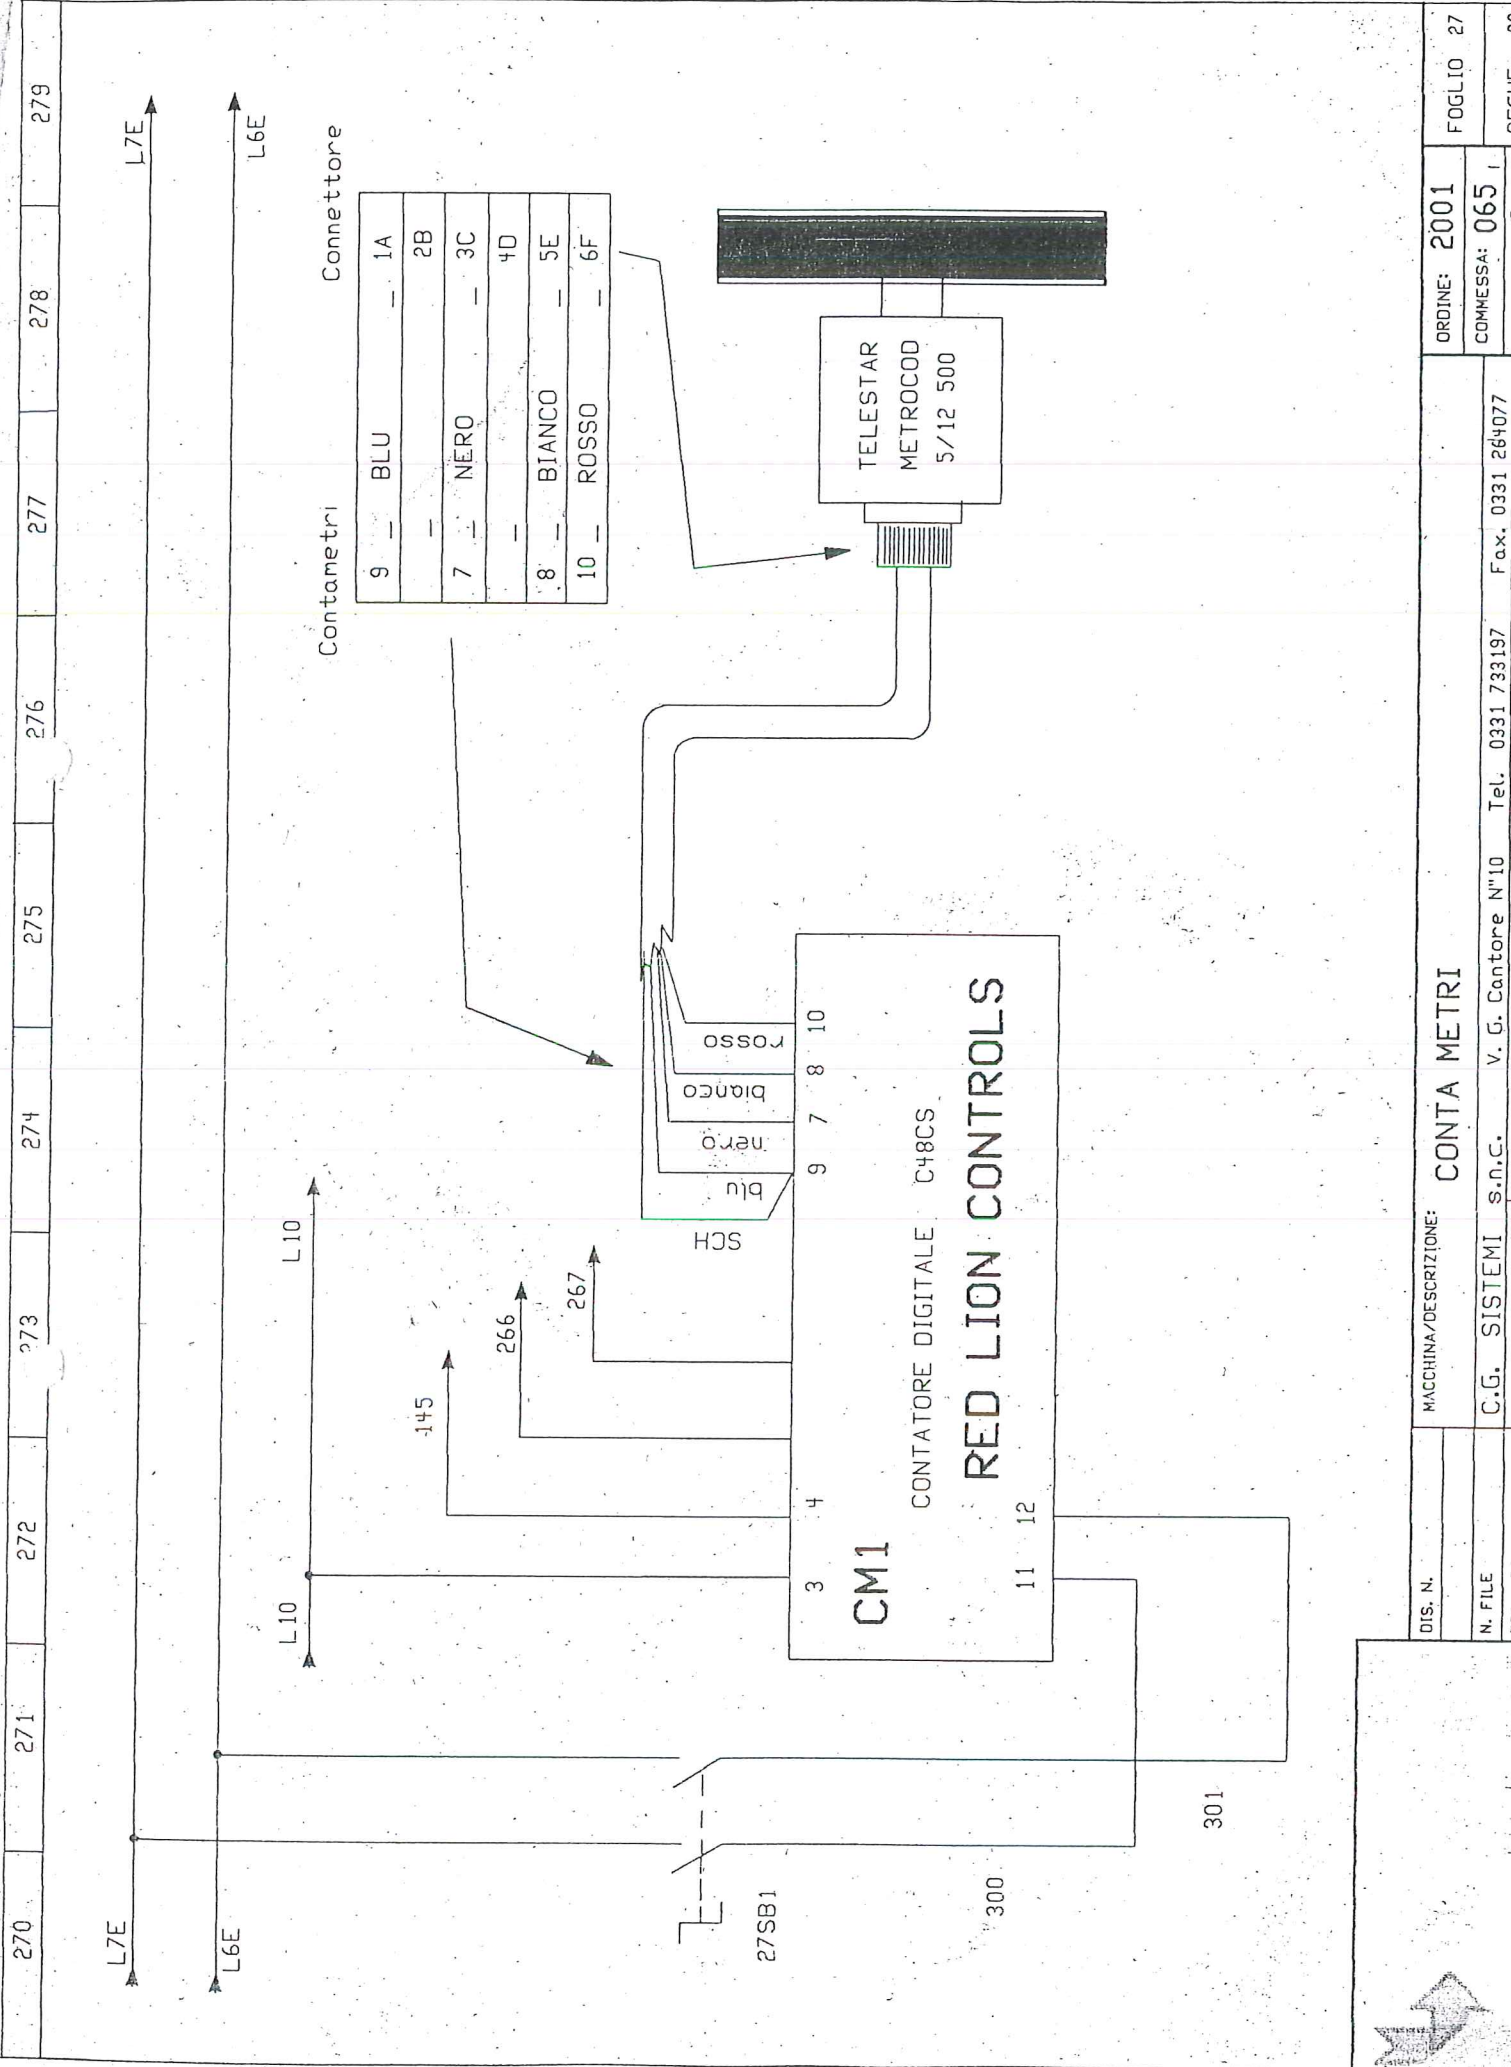 270 271 272 273 274 275 276 277 278 279
L7E L7E
L6E L6E
L10 L10
145
266
267
Contametri Connettore
9 – BLU – 1A
– 2B
7 – NERO – 3C
– 4D
8 – BIANCO – 5E
10 – ROSSO – 6F
SCH
blu
nero
bianco
rosso
3 4 9 7 8 10
CM1
CONTATORE DIGITALE C48CS
RED LION CONTROLS
11 12
TELESTAR
METROCOD
5/12 500
27SB1
300
301
DIS. N.
N. FILE
MACCHINA/DESCRIZIONE: CONTA METRI
C.G. SISTEMI s.n.c. V. G. Cantore N"10 Tel. 0331 733197 Fax. 0331 264077
ORDINE: 2001
COMMESSA: 065
FOGLIO 27